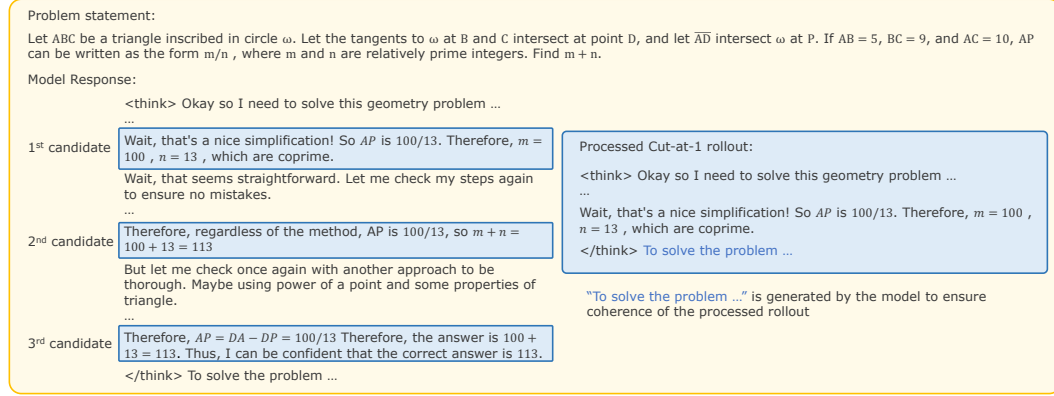 Problem statement:
Let ABC be a triangle inscribed in circle ω. Let the tangents to ω at B and C intersect at point D, and let A̅D̅ intersect ω at P. If AB = 5, BC = 9, and AC = 10, AP
can be written as the form m/n , where m and n are relatively prime integers. Find m + n.
Model Response:
<think> Okay so I need to solve this geometry problem …
…
1st candidate
Wait, that's a nice simplification! So AP is 100/13. Therefore, m =
100 , n = 13 , which are coprime.
Wait, that seems straightforward. Let me check my steps again
to ensure no mistakes.
…
2nd candidate
Therefore, regardless of the method, AP is 100/13, so m + n =
100 + 13 = 113
But let me check once again with another approach to be
thorough. Maybe using power of a point and some properties of
triangle.
…
3rd candidate
Therefore, AP = DA − DP = 100/13 Therefore, the answer is 100 +
13 = 113. Thus, I can be confident that the correct answer is 113.
</think> To solve the problem …
Processed Cut-at-1 rollout:
<think> Okay so I need to solve this geometry problem …
…
Wait, that's a nice simplification! So AP is 100/13. Therefore, m = 100 ,
n = 13 , which are coprime.
</think> To solve the problem …
“To solve the problem …” is generated by the model to ensure
coherence of the processed rollout